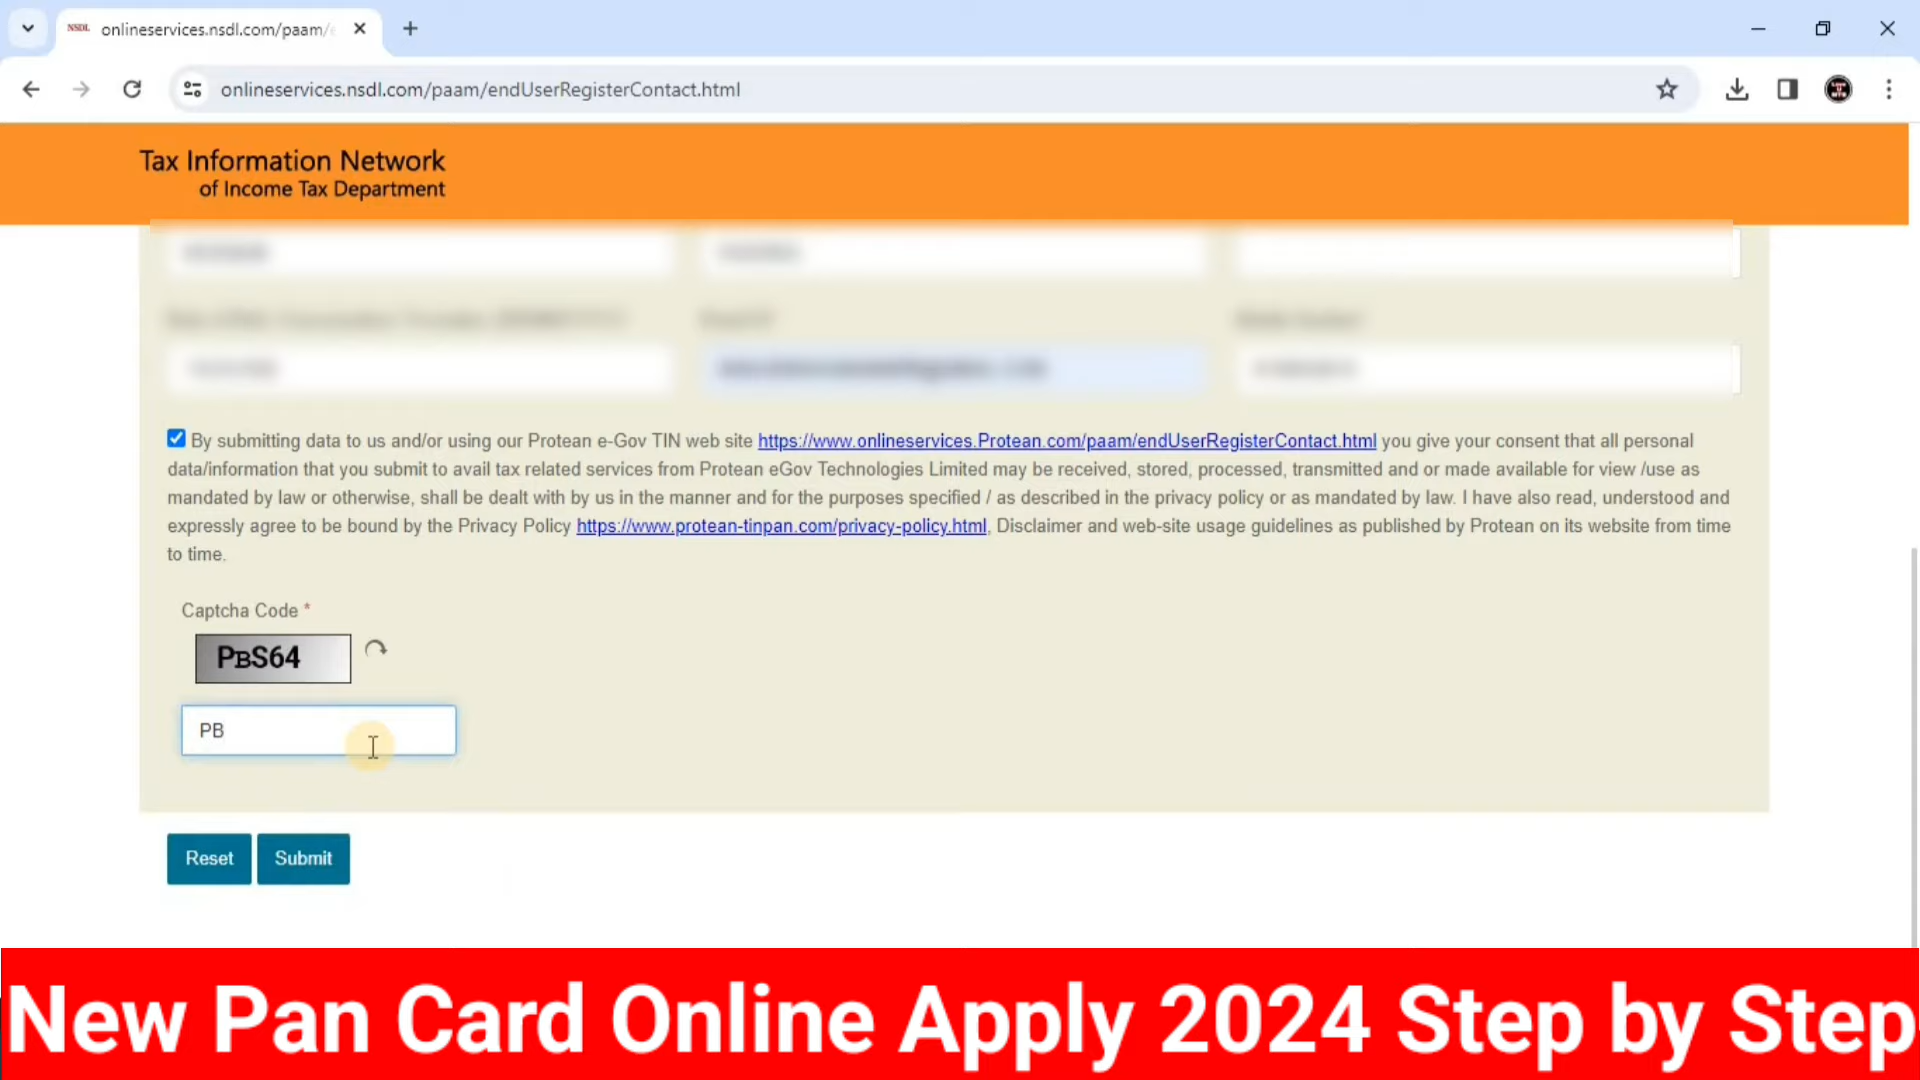 NSDL onlineservices.nsdl.com/paam/
onlineservices.nsdl.com/paam/endUserRegisterContact.html
Tax Information Network
of Income Tax Department
By submitting data to us and/or using our Protean e-Gov TIN web site https://www.onlineservices.Protean.com/paam/endUserRegisterContact.html you give your consent that all personal
data/information that you submit to avail tax related services from Protean eGov Technologies Limited may be received, stored, processed, transmitted and or made available for view /use as
mandated by law or otherwise, shall be dealt with by us in the manner and for the purposes specified / as described in the privacy policy or as mandated by law. I have also read, understood and
expressly agree to be bound by the Privacy Policy https://www.protean-tinpan.com/privacy-policy.html, Disclaimer and web-site usage guidelines as published by Protean on its website from time
to time.
Captcha Code *
PBS64
PB
Reset Submit
New Pan Card Online Apply 2024 Step by Step